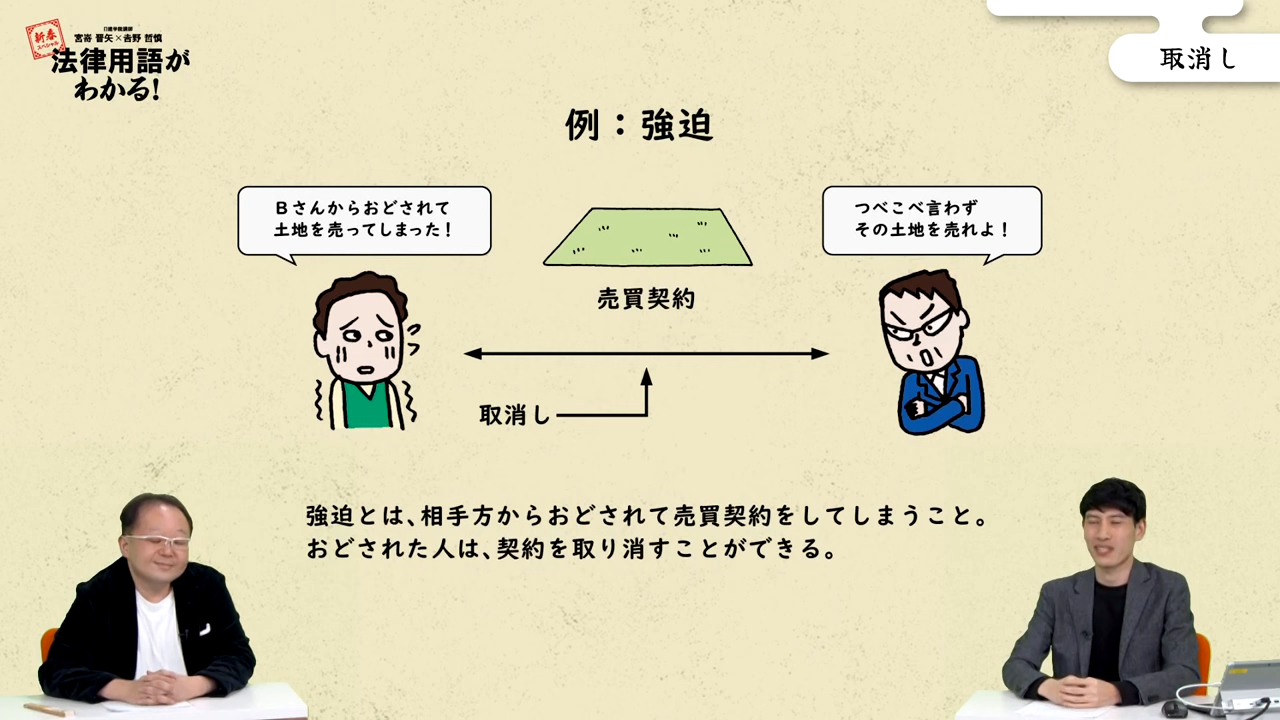 新春
スペシャル
日建学院講師
宮嵜 晋矢×吉野 哲慎
法律用語が
わかる!
取消し
例：強迫
Bさんからおどされて
土地を売ってしまった！
つべこべ言わず
その土地を売れよ！
売買契約
取消し
強迫とは、相手方からおどされて売買契約をしてしまうこと。
おどされた人は、契約を取り消すことができる。